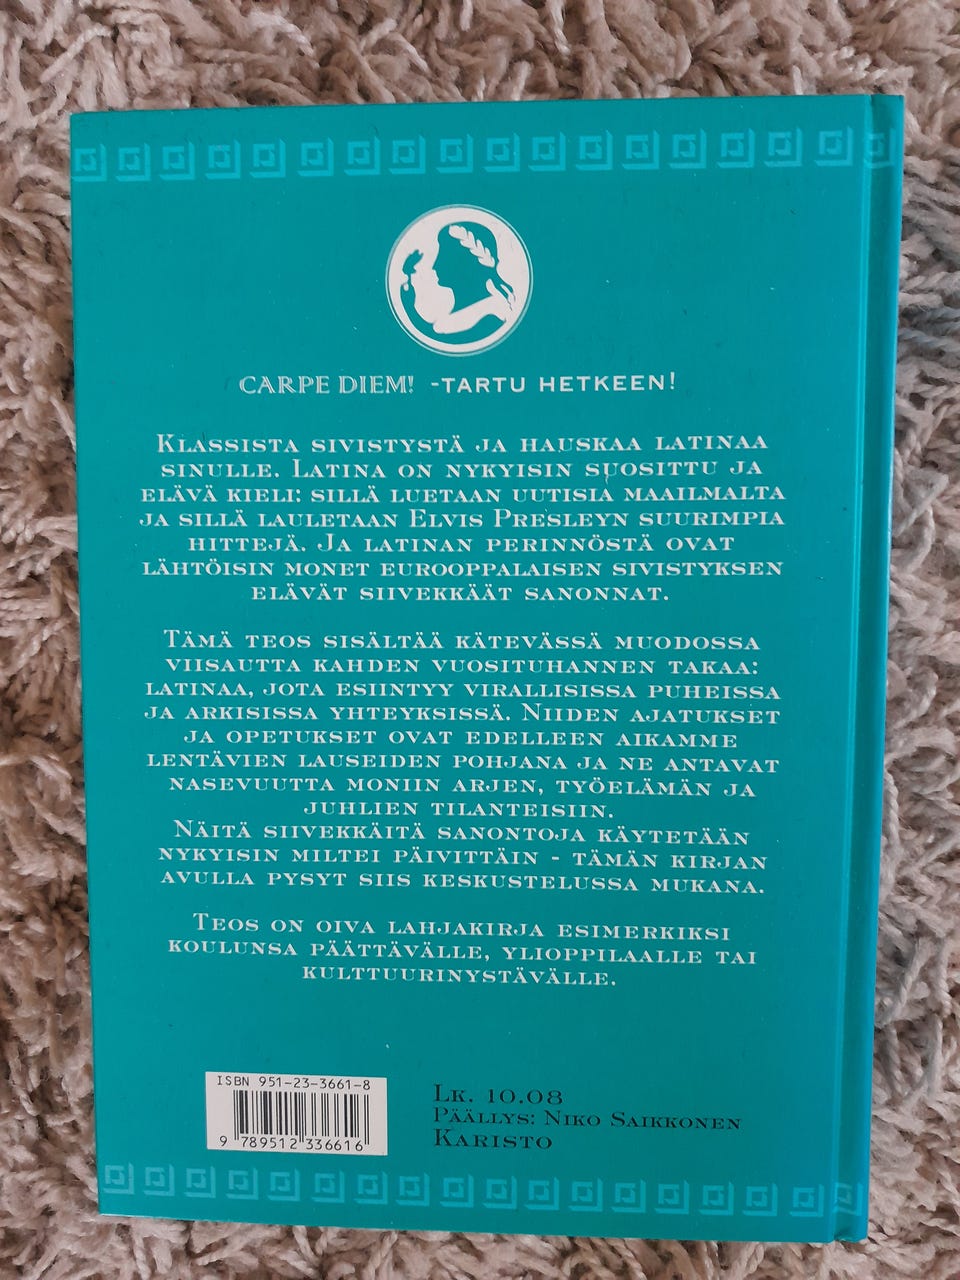 CARPE DIEM! -TARTU HETKEEN!
KLASSISTA SIVISTYSTÄ JA HAUSKAA LATINAA
SINULLE. LATINA ON NYKYISIN SUOSITTU JA
ELÄVÄ KIELI: SILLÄ LUETAAN UUTISIA MAAILMALTA
JA SILLÄ LAULETAAN ELVIS PRESLEYN SUURIMPIA
HITTEJÄ. JA LATINAN PERINNÖSTÄ OVAT
LÄHTÖISIN MONET EUROOPPALAISEN SIVISTYKSEN
ELÄVÄT SIIVEKKÄÄT SANONNAT.
TÄMÄ TEOS SISÄLTÄÄ KÄTEVÄSSÄ MUODOSSA
VIISAUTTA KAHDEN VUOSITUHANNEN TAKAA:
LATINAA, JOTA ESIINTYY VIRALLISISSA PUHEISSA
JA ARKISISSA YHTEYKSISSÄ. NIIDEN AJATUKSET
JA OPETUKSET OVAT EDELLEEN AIKAMME
LENTÄVIEN LAUSEIDEN POHJANA JA NE ANTAVAT
NASEVUUTTA MONIIN ARJEN, TYÖELÄMÄN JA
JUHLIEN TILANTEISIIN.
NÄITÄ SIIVEKKÄITÄ SANONTOJA KÄYTETÄÄN
NYKYISIN MILTEI PÄIVITTÄIN - TÄMÄN KIRJAN
AVULLA PYSYT SIIS KESKUSTELUSSA MUKANA.
TEOS ON OIVA LAHJAKIRJA ESIMERKIKSI
KOULUNSA PÄÄTTÄVÄLLE, YLIOPPILAALLE TAI
KULTTUURINYSTÄVÄLLE.
ISBN 951-23-3661-8
9 789512 336616
LK. 10.08
PÄÄLLYS: NIKO SAIKKONEN
KARISTO